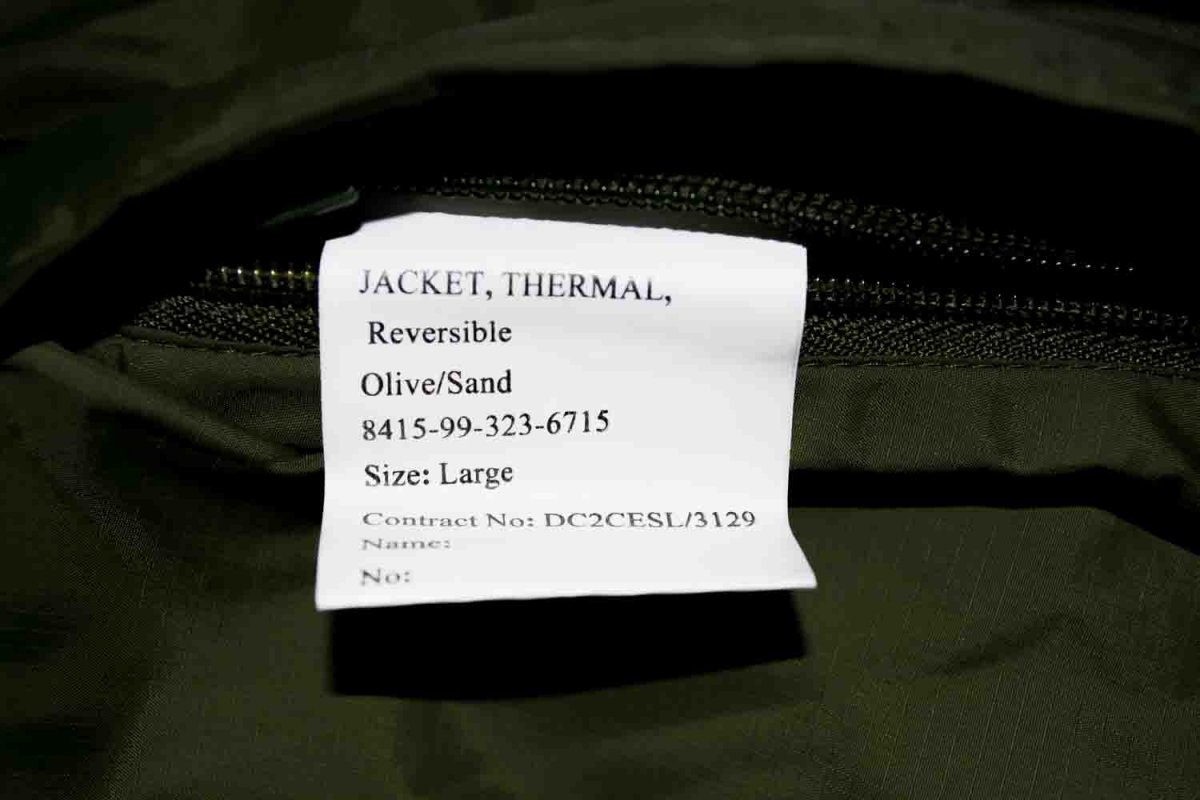 JACKET, THERMAL,
Reversible
Olive/Sand
8415-99-323-6715
Size: Large
Contract No: DC2CESL/3129
Name:
No: